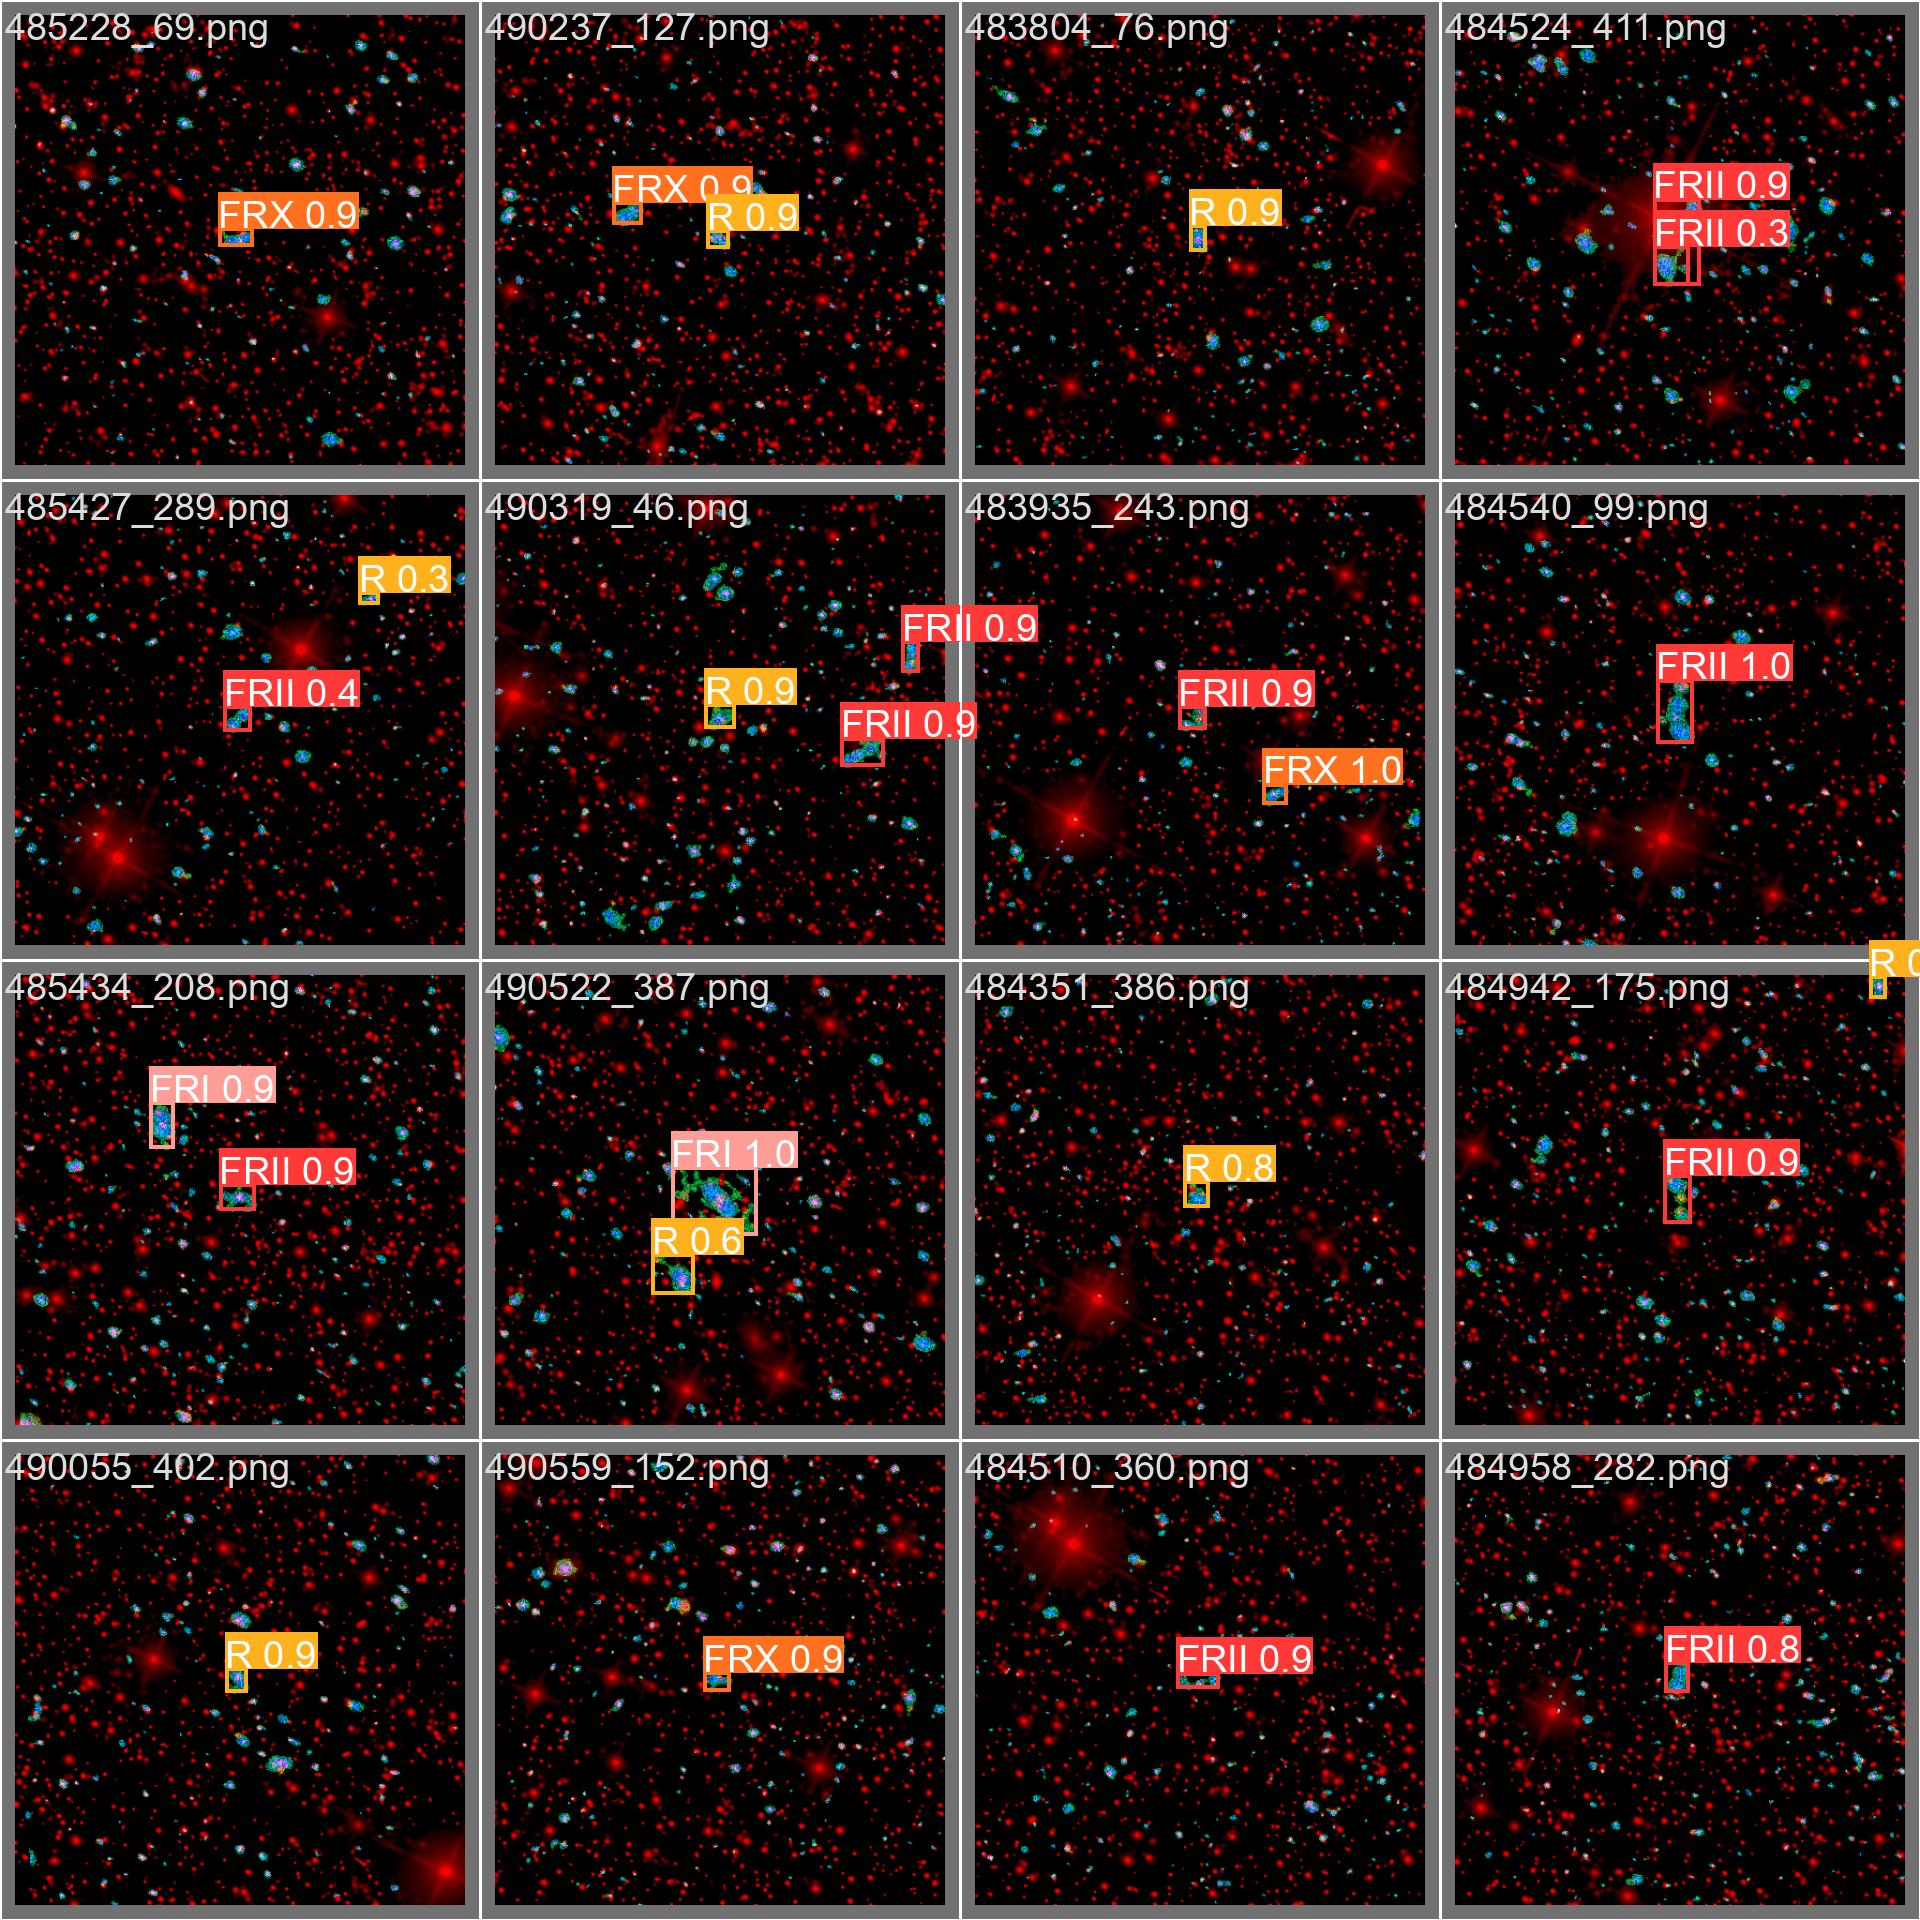 485228_69.png
FRX 0.9
490237_127.png
FRX 0.9
R 0.9
483804_76.png
R 0.9
484524_411.png
FRII 0.9
FRII 0.3
485427_289.png
R 0.3
FRII 0.4
490319_46.png
FRII 0.9
R 0.9
FRII 0.9
483935_243.png
FRII 0.9
FRX 1.0
484540_99.png
FRII 1.0
485434_208.png
FRI 0.9
FRII 0.9
490522_387.png
FRI 1.0
R 0.6
484351_386.png
R 0.8
484942_175.png
R
FRII 0.9
490055_402.png
R 0.9
490559_152.png
FRX 0.9
484510_360.png
FRII 0.9
484958_282.png
FRII 0.8